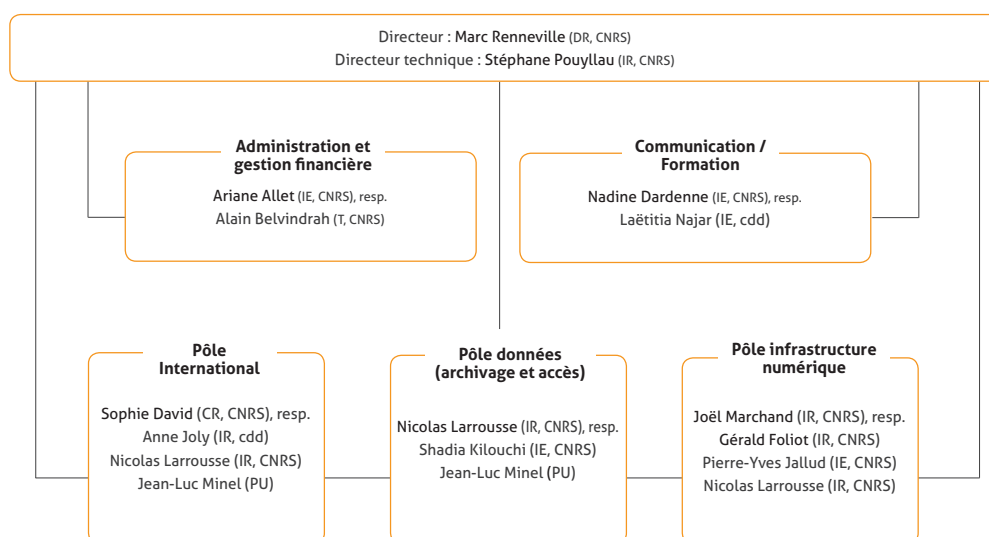 Directeur : Marc Renneville (DR, CNRS)
Directeur technique : Stéphane Pouyllau (IR, CNRS)
Administration et
gestion financière
Ariane Allet (IE, CNRS), resp.
Alain Belvindrah (T, CNRS)
Communication /
Formation
Nadine Dardenne (IE, CNRS), resp.
Laëtitia Najar (IE, cdd)
Pôle
International
Sophie David (CR, CNRS), resp.
Anne Joly (IR, cdd)
Nicolas Larrousse (IR, CNRS)
Jean-Luc Minel (PU)
Pôle données
(archivage et accès)
Nicolas Larrousse (IR, CNRS), resp.
Shadia Kilouchi (IE, CNRS)
Jean-Luc Minel (PU)
Pôle infrastructure
numérique
Joël Marchand (IR, CNRS), resp.
Gérald Foliot (IR, CNRS)
Pierre-Yves Jallud (IE, CNRS)
Nicolas Larrousse (IR, CNRS)